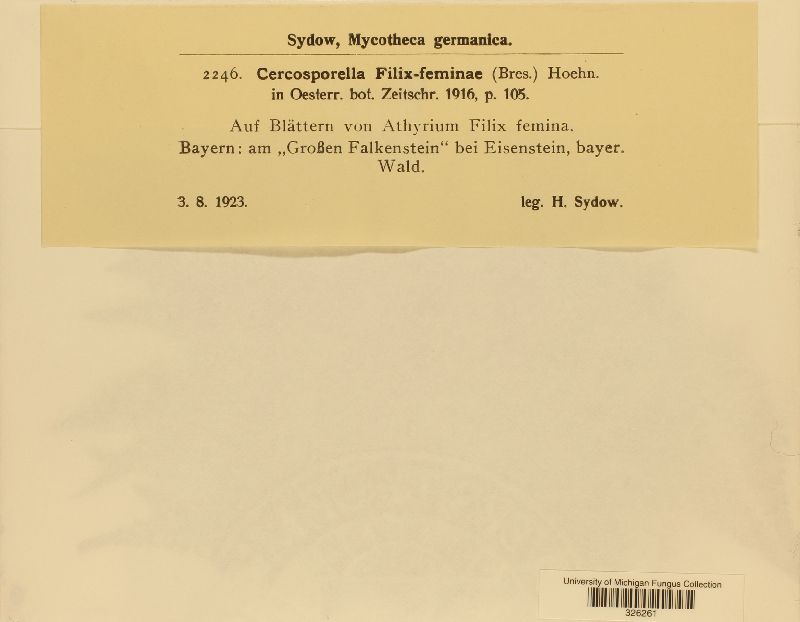 Sydow, Mycotheca germanica.
2246. Cercosporella Filix-feminae (Bres.) Hoehn.
in Oesterr. bot. Zeitschr. 1916, p. 105.
Auf Blättern von Athyrium Filix femina.
Bayern: am „Großen Falkenstein“ bei Eisenstein, bayer.
Wald.
3. 8. 1923. leg. H. Sydow.
University of Michigan Fungus Collection
326261